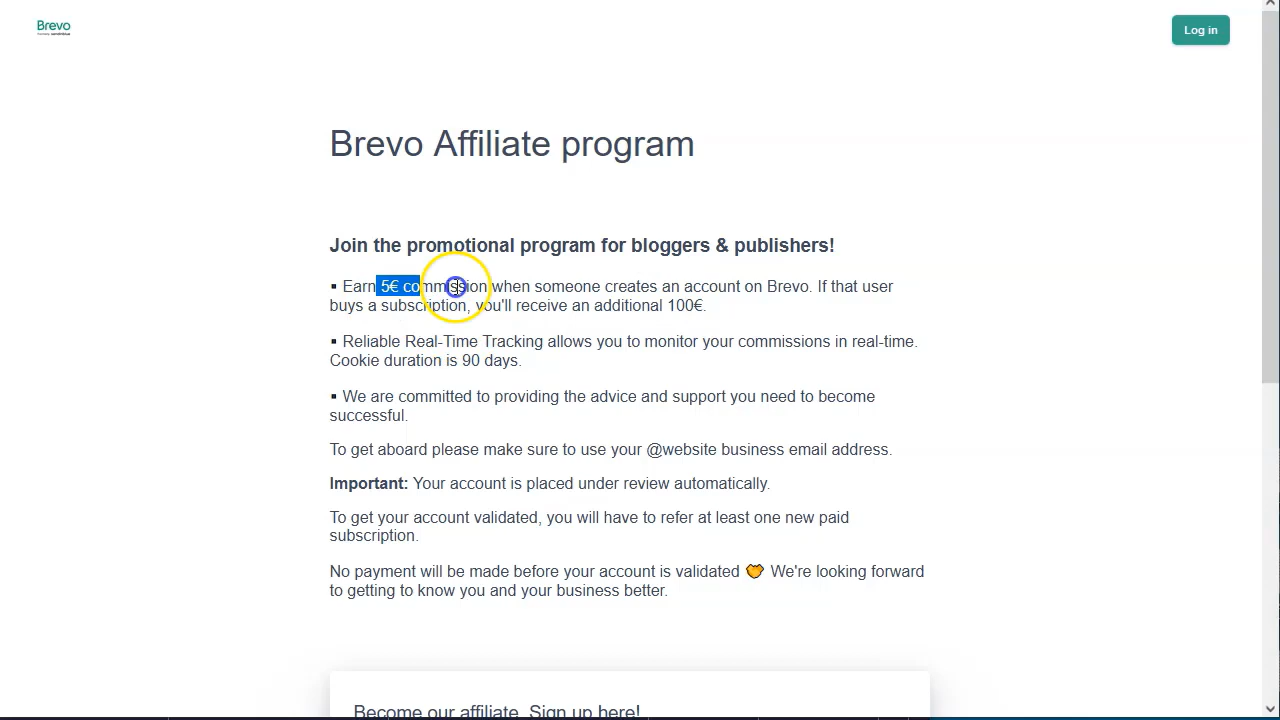 Brevo
Log in
Brevo Affiliate program
Join the promotional program for bloggers & publishers!
▪ Earn 5€ commission when someone creates an account on Brevo. If that user
buys a subscription, you'll receive an additional 100€.
▪ Reliable Real-Time Tracking allows you to monitor your commissions in real-time.
Cookie duration is 90 days.
▪ We are committed to providing the advice and support you need to become
successful.
To get aboard please make sure to use your @website business email address.
Important: Your account is placed under review automatically.
To get your account validated, you will have to refer at least one new paid
subscription.
No payment will be made before your account is validated 🤝 We're looking forward
to getting to know you and your business better.
Become our affiliate. Sign up here!